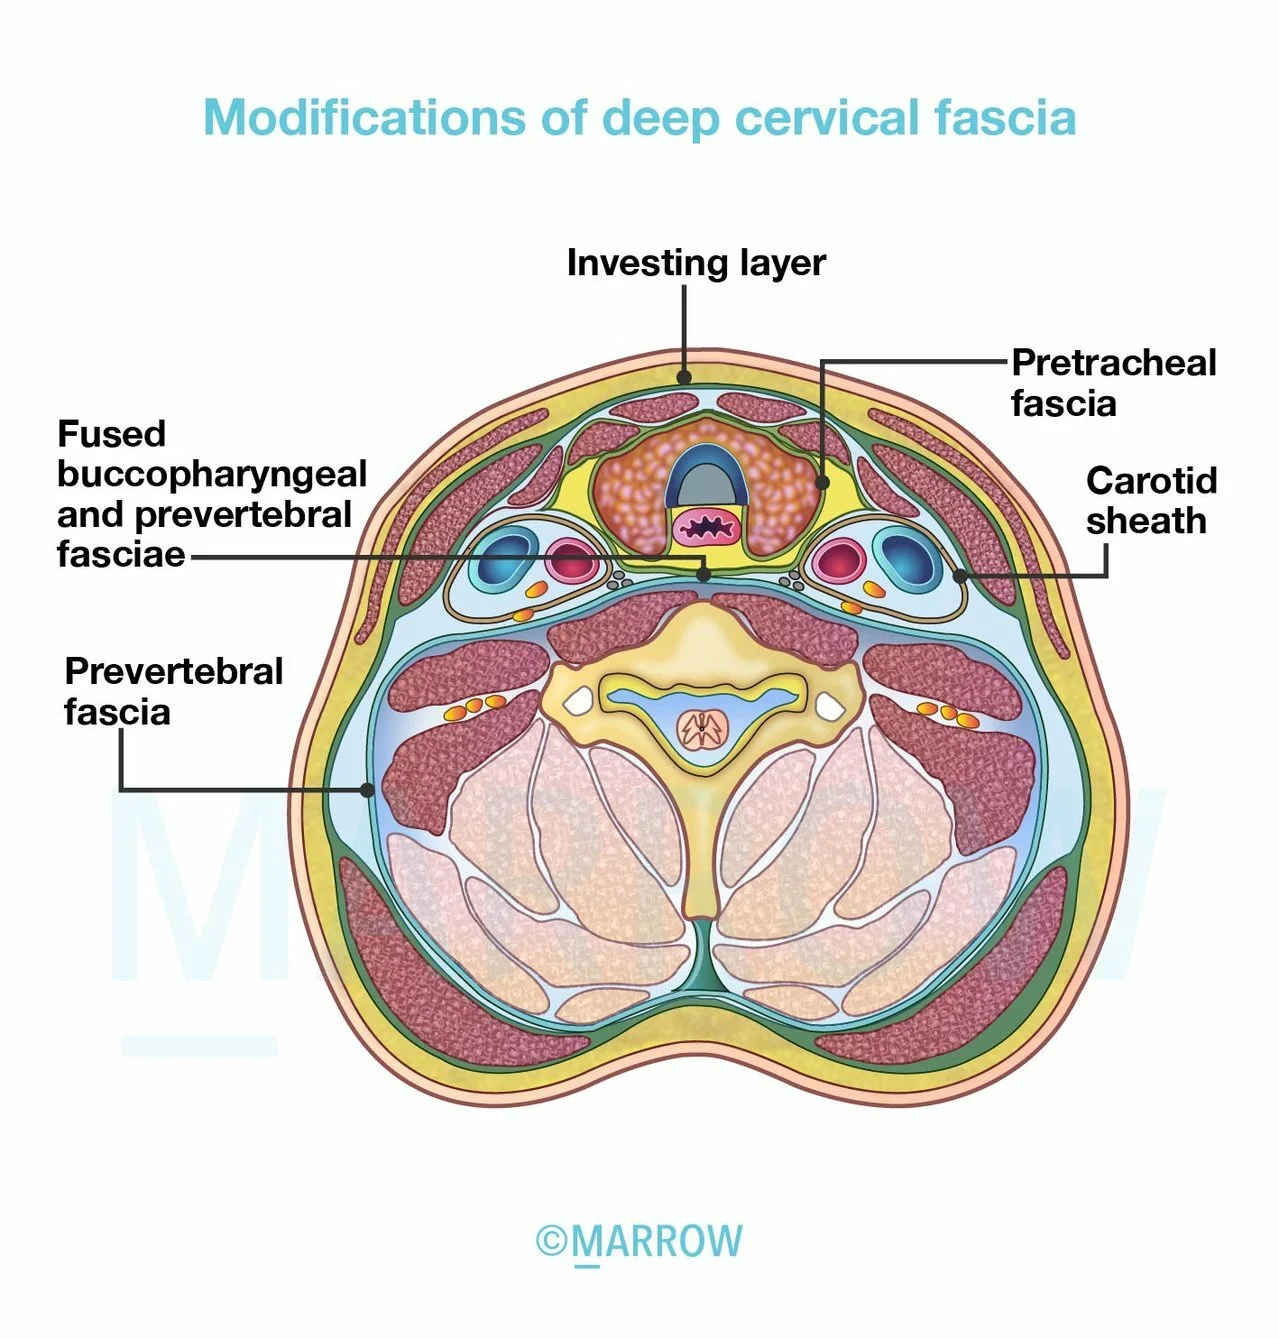 Modifications of deep cervical fascia
Investing layer
Pretracheal
fascia
Fused
buccopharyngeal
and prevertebral
fasciae
Carotid
sheath
Prevertebral
fascia
MARROW
©MARROW